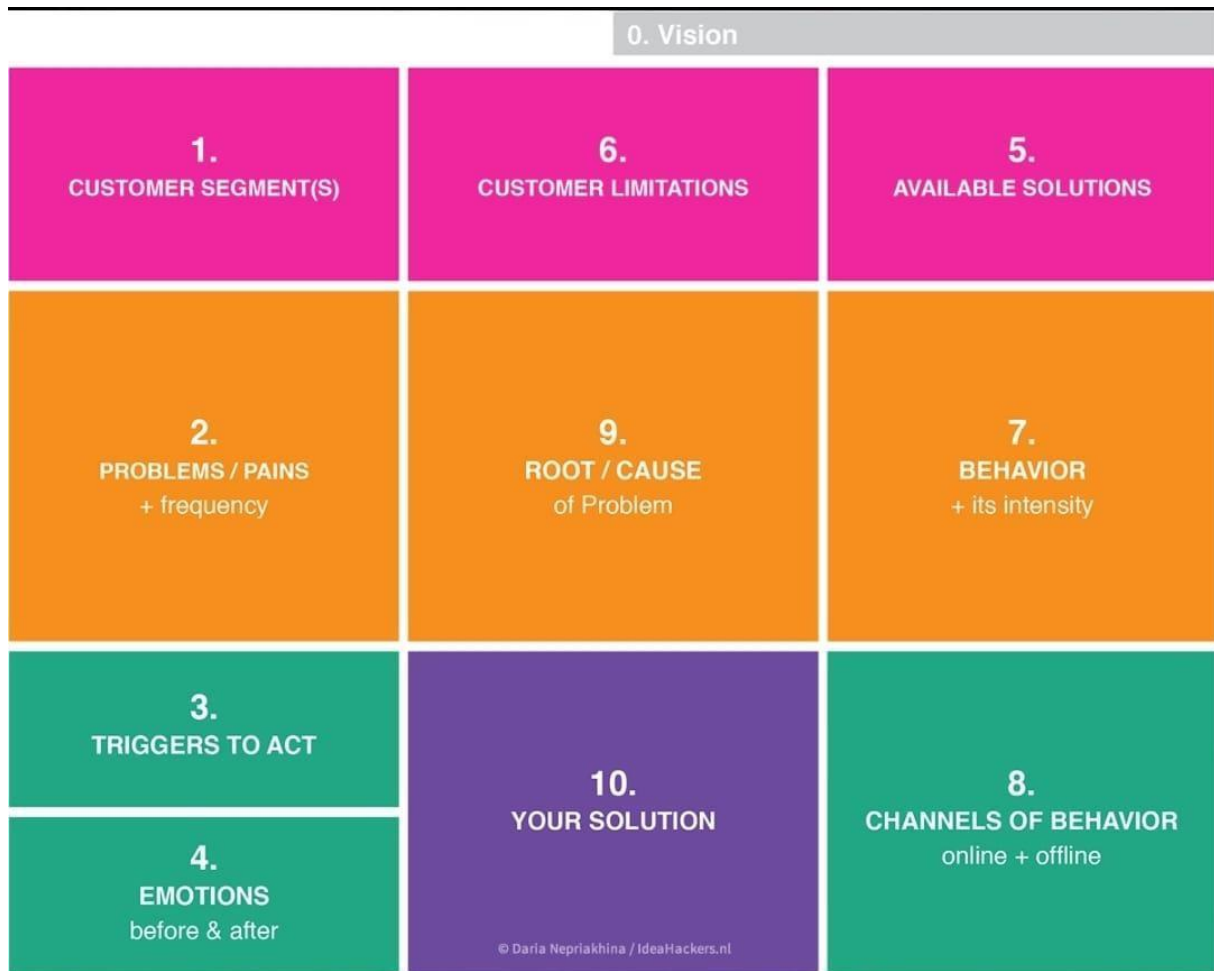 0. Vision
1.
CUSTOMER SEGMENT(S)
6.
CUSTOMER LIMITATIONS
5.
AVAILABLE SOLUTIONS
2.
PROBLEMS / PAINS
+ frequency
9.
ROOT / CAUSE
of Problem
7.
BEHAVIOR
+ its intensity
3.
TRIGGERS TO ACT
4.
EMOTIONS
before & after
10.
YOUR SOLUTION
© Daria Nepriakhina / IdeaHackers.nl
8.
CHANNELS OF BEHAVIOR
online + offline